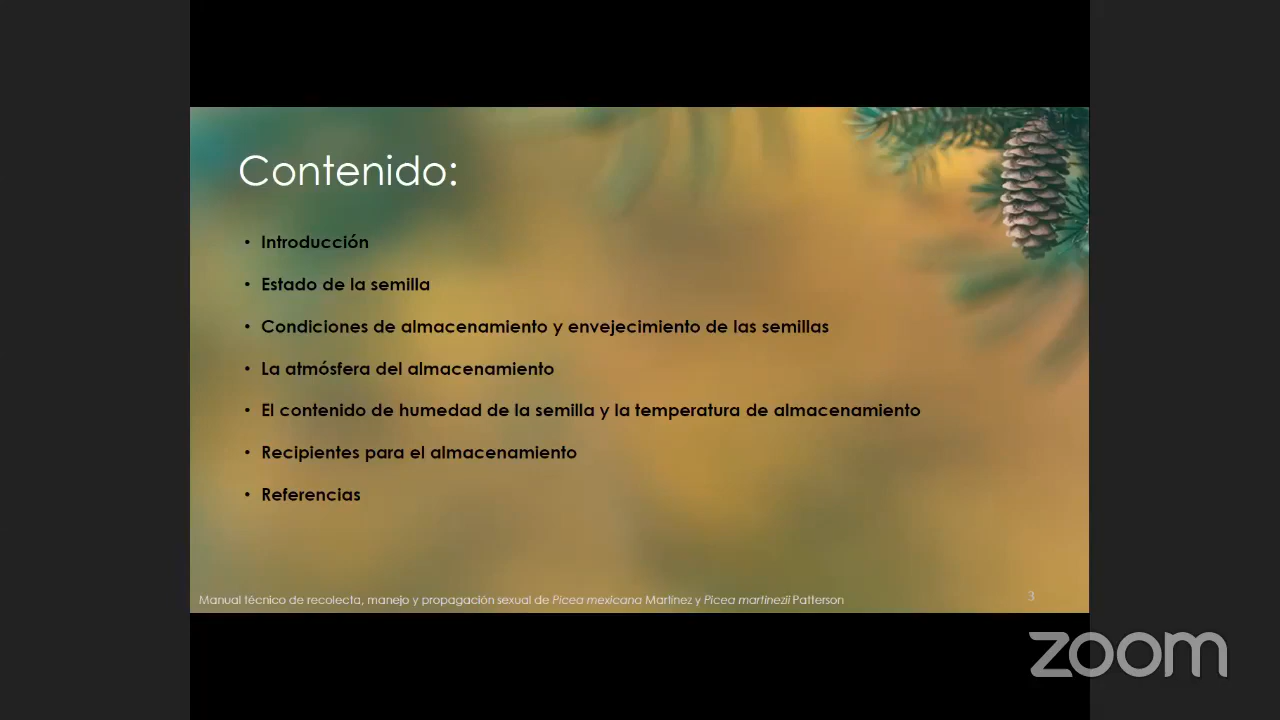 Contenido:
• Introducción
• Estado de la semilla
• Condiciones de almacenamiento y envejecimiento de las semillas
• La atmósfera del almacenamiento
• El contenido de humedad de la semilla y la temperatura de almacenamiento
• Recipientes para el almacenamiento
• Referencias
Manual técnico de recolecta, manejo y propagación sexual de Picea mexicana Martínez y Picea martinezii Patterson
3
zoom